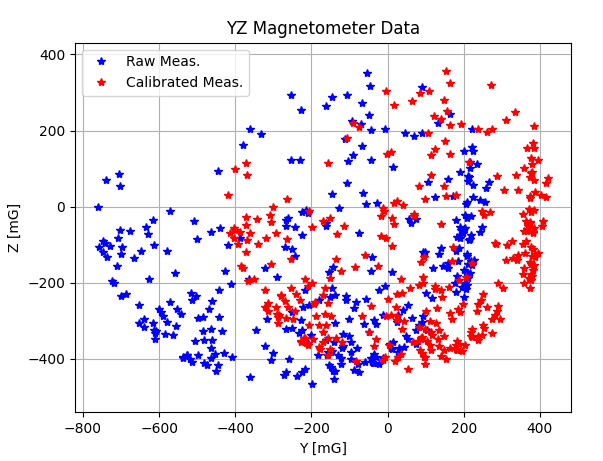 YZ Magnetometer Data
Raw Meas.
Calibrated Meas.
400
200
0
−200
−400
Z [mG]
−800 −600 −400 −200 0 200 400
Y [mG]